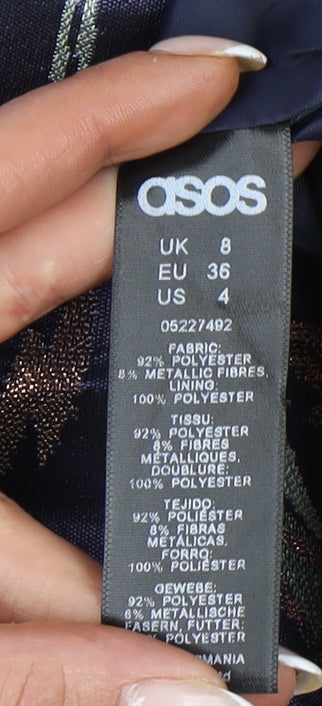 asos
UK 8
EU 36
US 4
05227492
FABRIC:
92% POLYESTER
8% METALLIC FIBRES,
LINING:
100% POLYESTER
TISSU:
92% POLYESTER
8% FIBRES
MÉTALLIQUES,
DOUBLURE:
100% POLYESTER
TEJIDO:
92% POLIÉSTER
8% FIBRAS
METÁLICAS,
FORRO:
100% POLIÉSTER
GEWEBE:
92% POLYESTER
8% METALLISCHE
FASERN, FUTTER:
POLYESTER